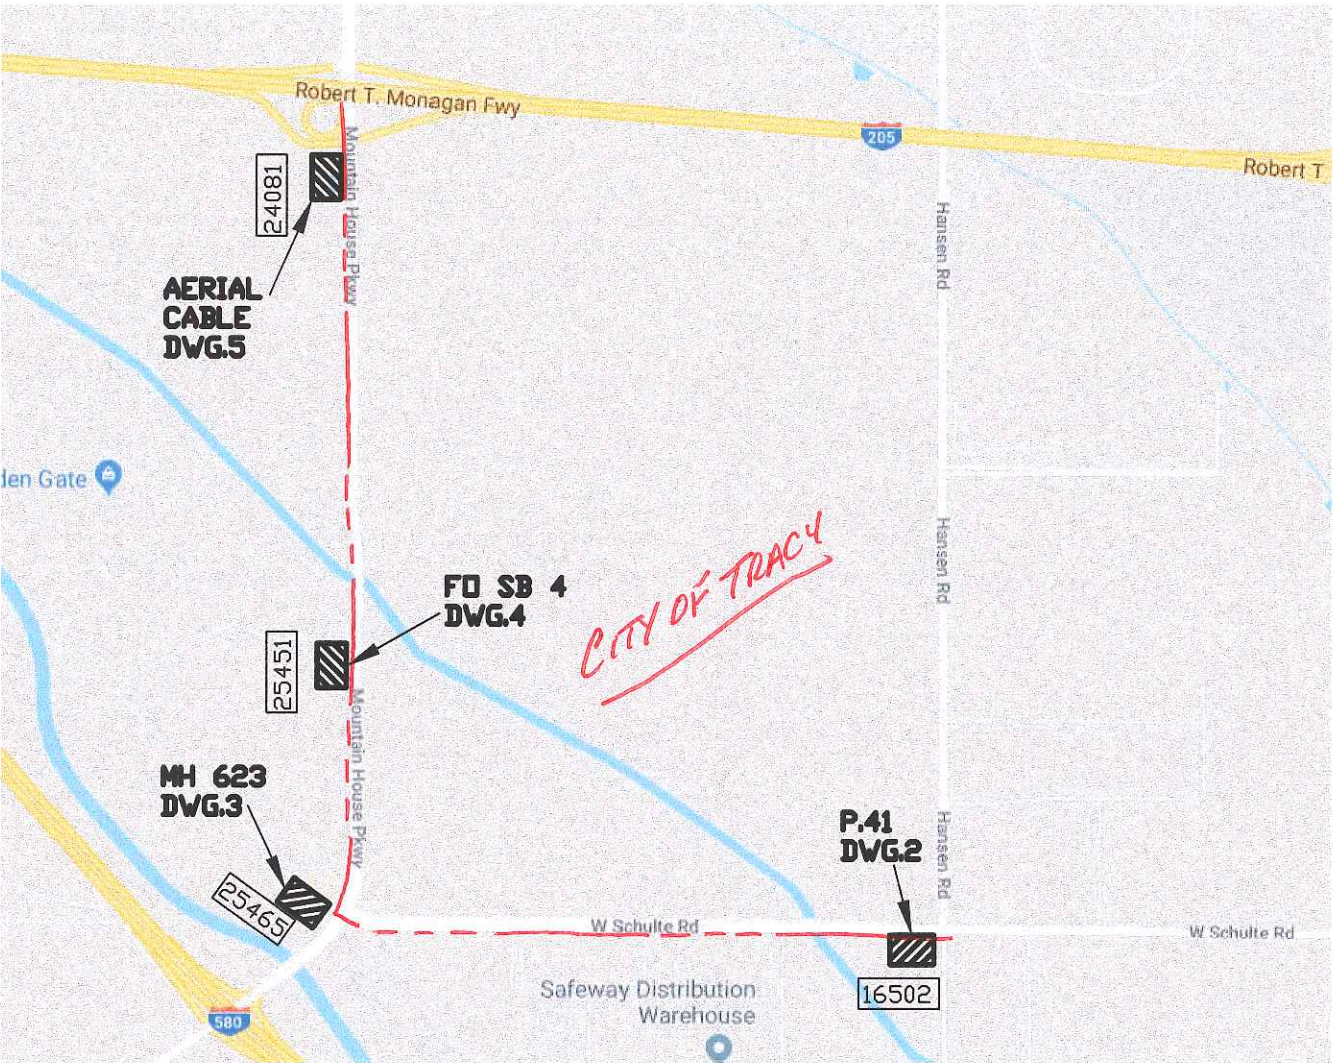 Robert T. Monagan Fwy
205
Robert T
Mountain House Pkwy
24081
Hansen Rd
AERIAL
CABLE
DWG.5
den Gate
Hansen Rd
CITY OF TRACY
FO SB 4
DWG.4
25451
Mountain House Pkwy
MH 623
DWG.3
P.41
DWG.2
Hansen Rd
25465
W Schulte Rd
W Schulte Rd
Safeway Distribution
Warehouse
16502
580